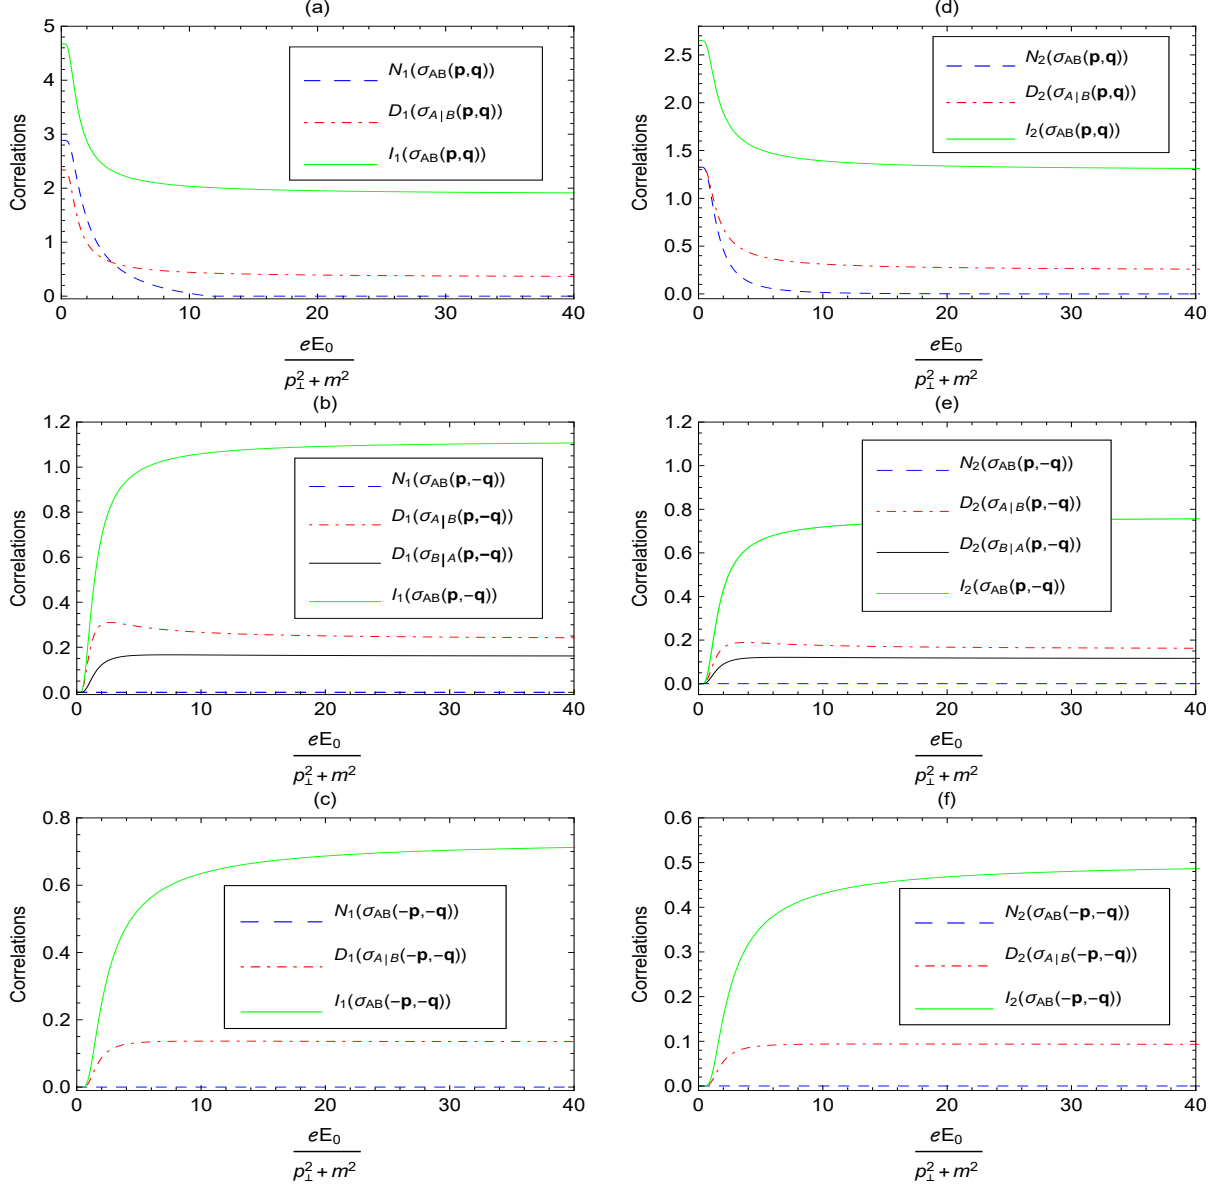 (a)
Correlations
5
4
3
2
1
0
N₁(σAB(p,q))
D₁(σA|B(p,q))
I₁(σAB(p,q))
0 10 20 30 40
eE₀
p⊥² + m²
(d)
Correlations
2.5
2.0
1.5
1.0
0.5
0.0
N₂(σAB(p,q))
D₂(σA|B(p,q))
I₂(σAB(p,q))
0 10 20 30 40
eE₀
p⊥² + m²
(b)
Correlations
1.2
1.0
0.8
0.6
0.4
0.2
0.0
N₁(σAB(p,−q))
D₁(σA|B(p,−q))
D₁(σB|A(p,−q))
I₁(σAB(p,−q))
0 10 20 30 40
eE₀
p⊥² + m²
(e)
Correlations
1.2
1.0
0.8
0.6
0.4
0.2
0.0
N₂(σAB(p,−q))
D₂(σA|B(p,−q))
D₂(σB|A(p,−q))
I₂(σAB(p,−q))
0 10 20 30 40
eE₀
p⊥² + m²
(c)
Correlations
0.8
0.6
0.4
0.2
0.0
N₁(σAB(−p,−q))
D₁(σA|B(−p,−q))
I₁(σAB(−p,−q))
0 10 20 30 40
eE₀
p⊥² + m²
(f)
Correlations
0.6
0.5
0.4
0.3
0.2
0.1
0.0
N₂(σAB(−p,−q))
D₂(σA|B(−p,−q))
I₂(σAB(−p,−q))
0 10 20 30 40
eE₀
p⊥² + m²